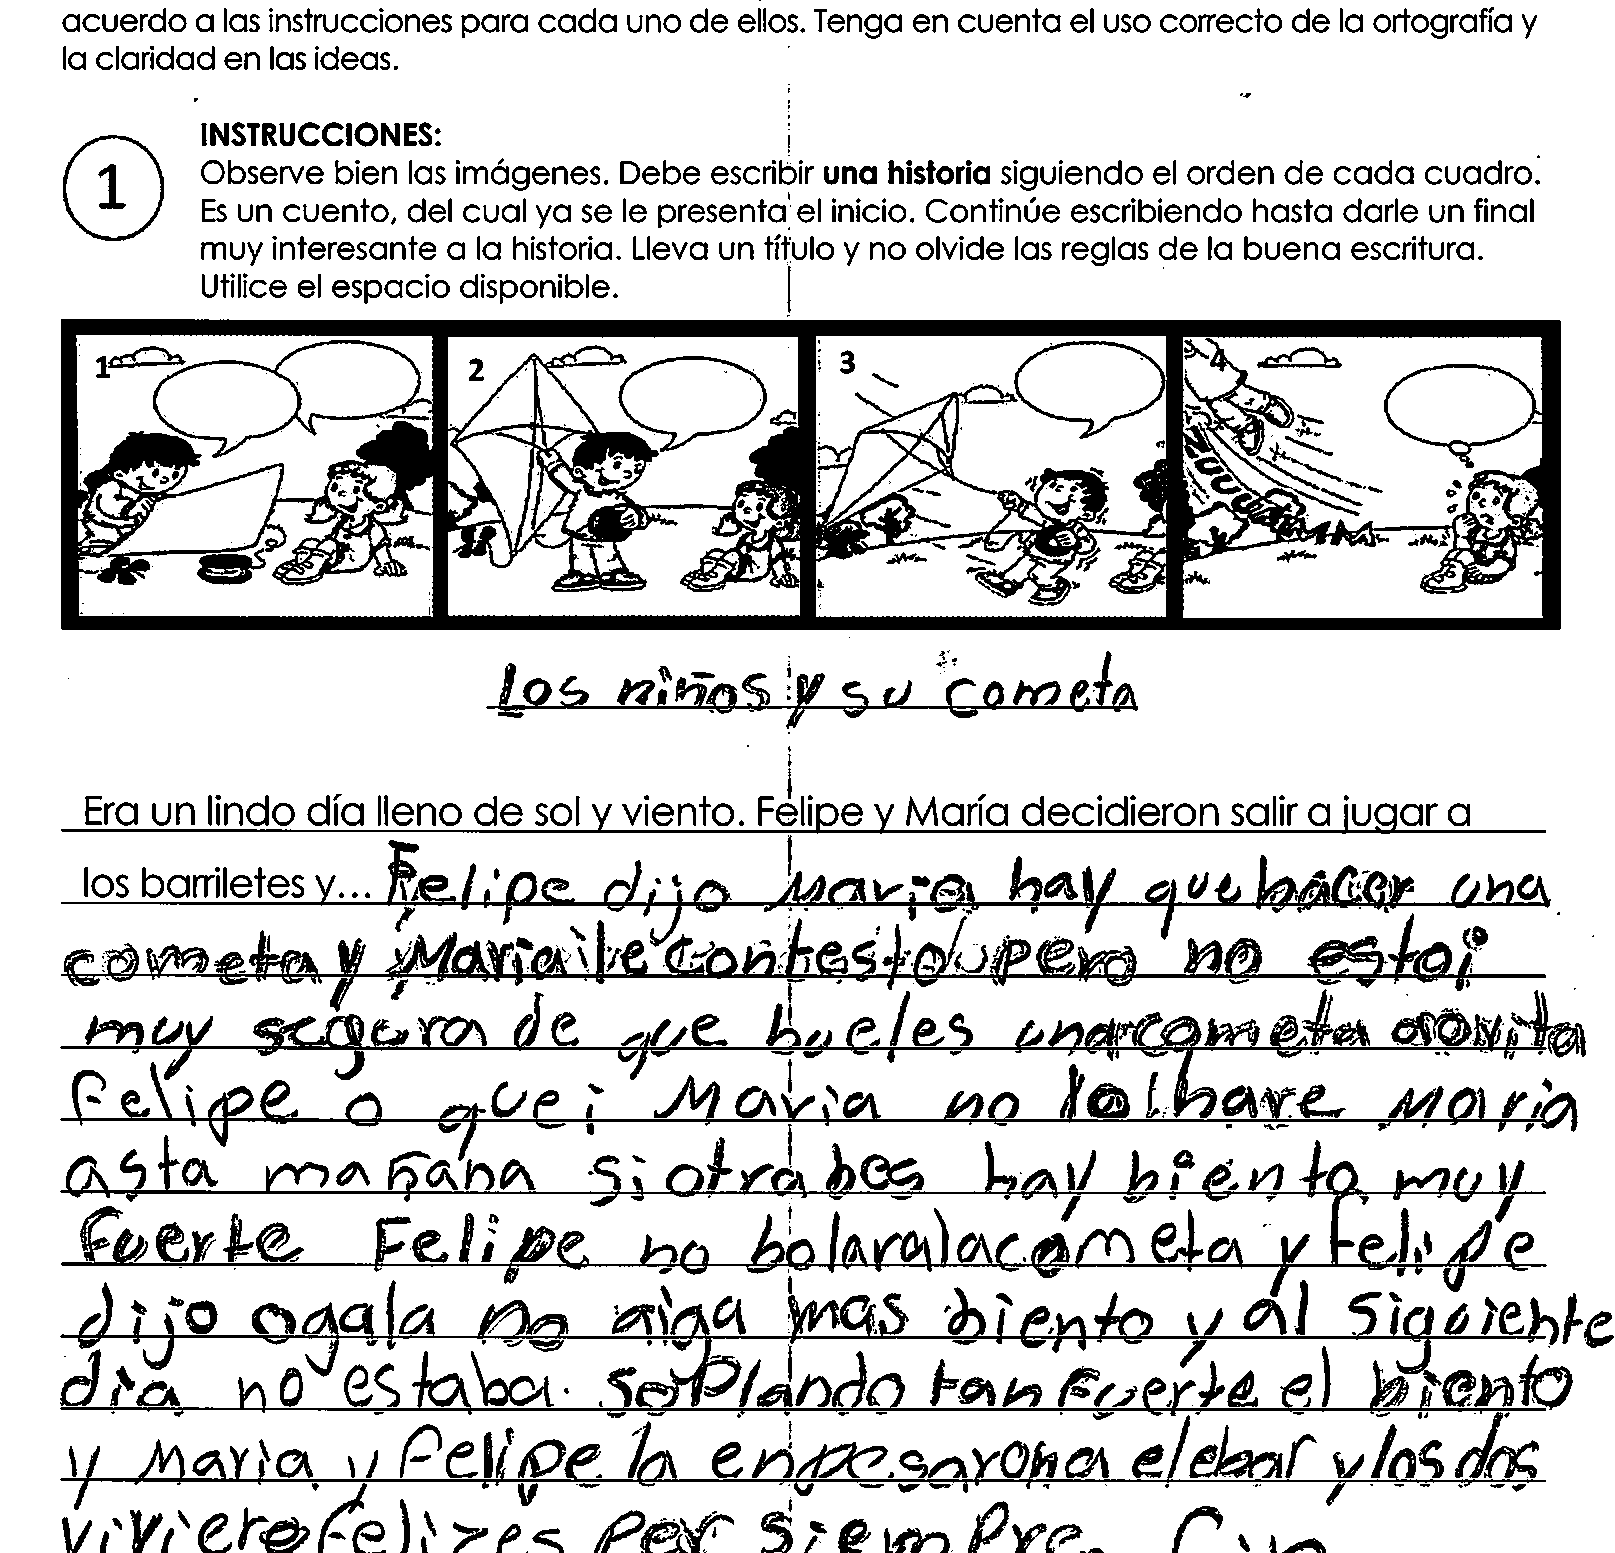 acuerdo a las instrucciones para cada uno de ellos. Tenga en cuenta el uso correcto de la ortografía y
la claridad en las ideas.
INSTRUCCIONES:
1
Observe bien las imágenes. Debe escribir una historia siguiendo el orden de cada cuadro.
Es un cuento, del cual ya se le presenta el inicio. Continúe escribiendo hasta darle un final
muy interesante a la historia. Lleva un título y no olvide las reglas de la buena escritura.
Utilice el espacio disponible.
1 2 3 4
Los niños y su cometa
Era un lindo día lleno de sol y viento. Felipe y María decidieron salir a jugar a
los barriletes y... Felipe dijo Maria hay que hacer una
cometa y Maria le contesto pero no estoi
muy segura de que bueles una cometa
Felipe o quei Maria no lo hare Maria
asta mañana si otra bes hay biento muy
fuerte Felipe no bolara la cometa y Felipe
dijo ogala no aiga mas biento y al siguiente
dia no estaba soplando tan fuerte el biento
y Maria y Felipe la enpesaron a elebar y los dos
viviero felizes por siempre. Fin